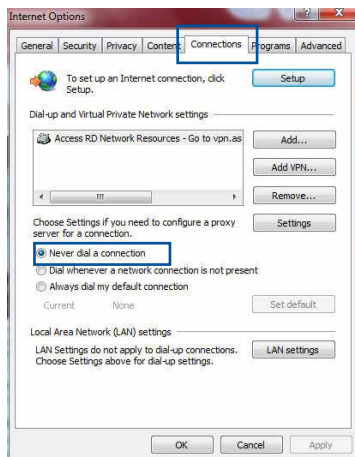 Internet Options
General Security Privacy Content Connections Programs Advanced
To set up an Internet connection, click
Setup.
Setup
Dial-up and Virtual Private Network settings
Access RD Network Resources - Go to vpn.as
Add...
Add VPN...
Remove...
Choose Settings if you need to configure a proxy
server for a connection.
Settings
Never dial a connection
Dial whenever a network connection is not present
Always dial my default connection
Current None
Set default
Local Area Network (LAN) settings
LAN Settings do not apply to dial-up connections.
Choose Settings above for dial-up settings.
LAN settings
OK Cancel Apply